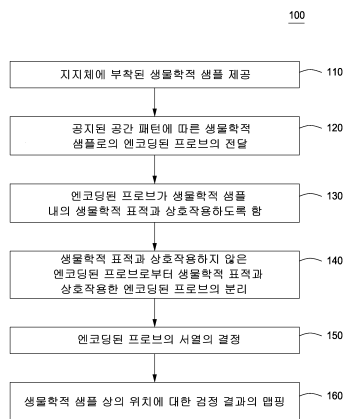 100
지지체에 부착된 생물학적 샘플 제공
110
공지된 공간 패턴에 따른 생물학적
샘플로의 엔코딩된 프로브의 전달
120
엔코딩된 프로브가 생물학적 샘플
내의 생물학적 표적과 상호작용하도록 함
130
생물학적 표적과 상호작용하지 않은
엔코딩된 프로브로부터 생물학적 표적과
상호작용한 엔코딩된 프로브의 분리
140
엔코딩된 프로브의 서열의 결정
150
생물학적 샘플 상의 위치에 대한 검정 결과의 맵핑
160